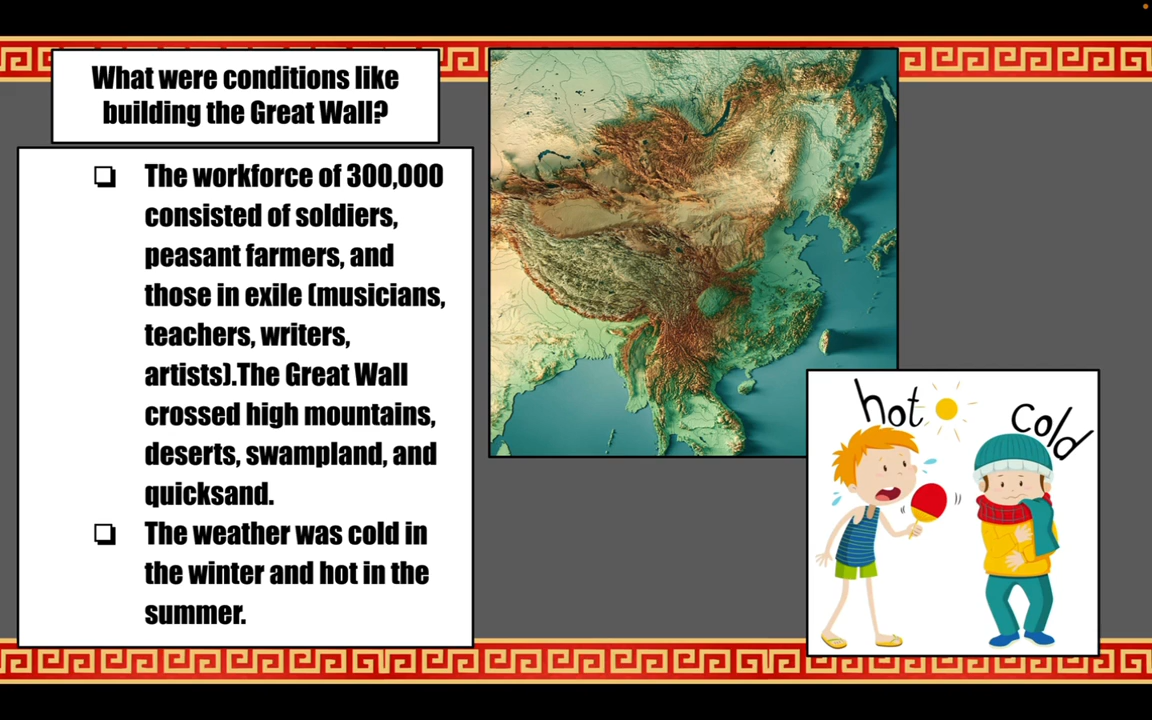 What were conditions like
building the Great Wall?
❏ The workforce of 300,000
consisted of soldiers,
peasant farmers, and
those in exile (musicians,
teachers, writers,
artists).The Great Wall
crossed high mountains,
deserts, swampland, and
quicksand.
❏ The weather was cold in
the winter and hot in the
summer.
hot
cold